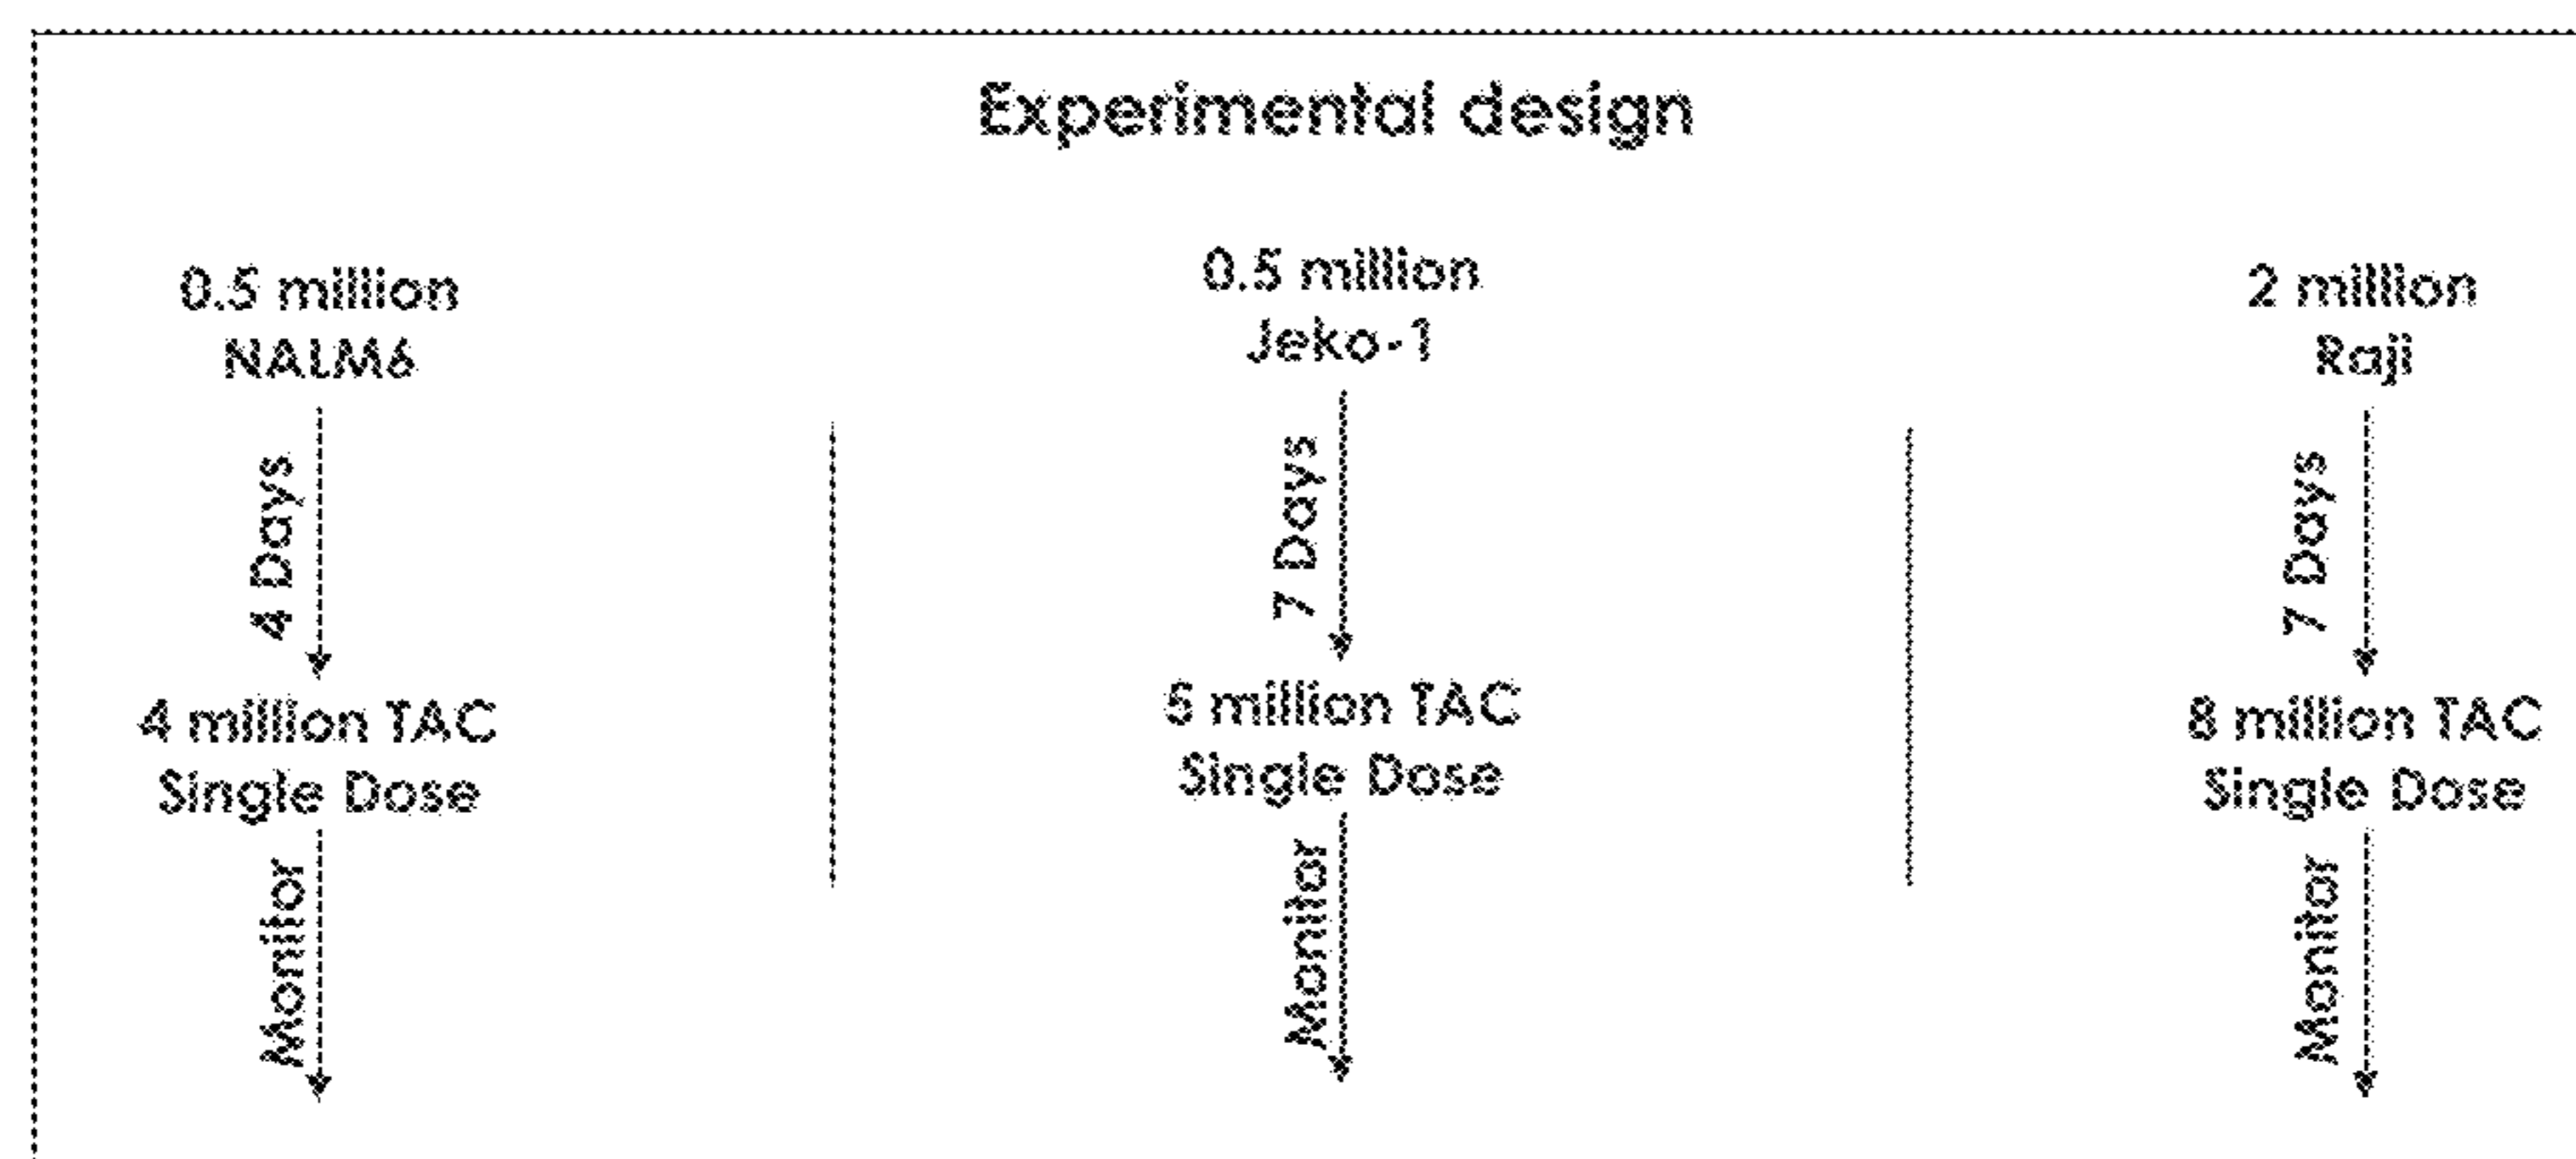 Experimental design
0.5 million
NALM6
4 Days
4 million TAC
Single Dose
Monitor
0.5 million
Jeko-1
7 Days
5 million TAC
Single Dose
Monitor
2 million
Raji
7 Days
8 million TAC
Single Dose
Monitor